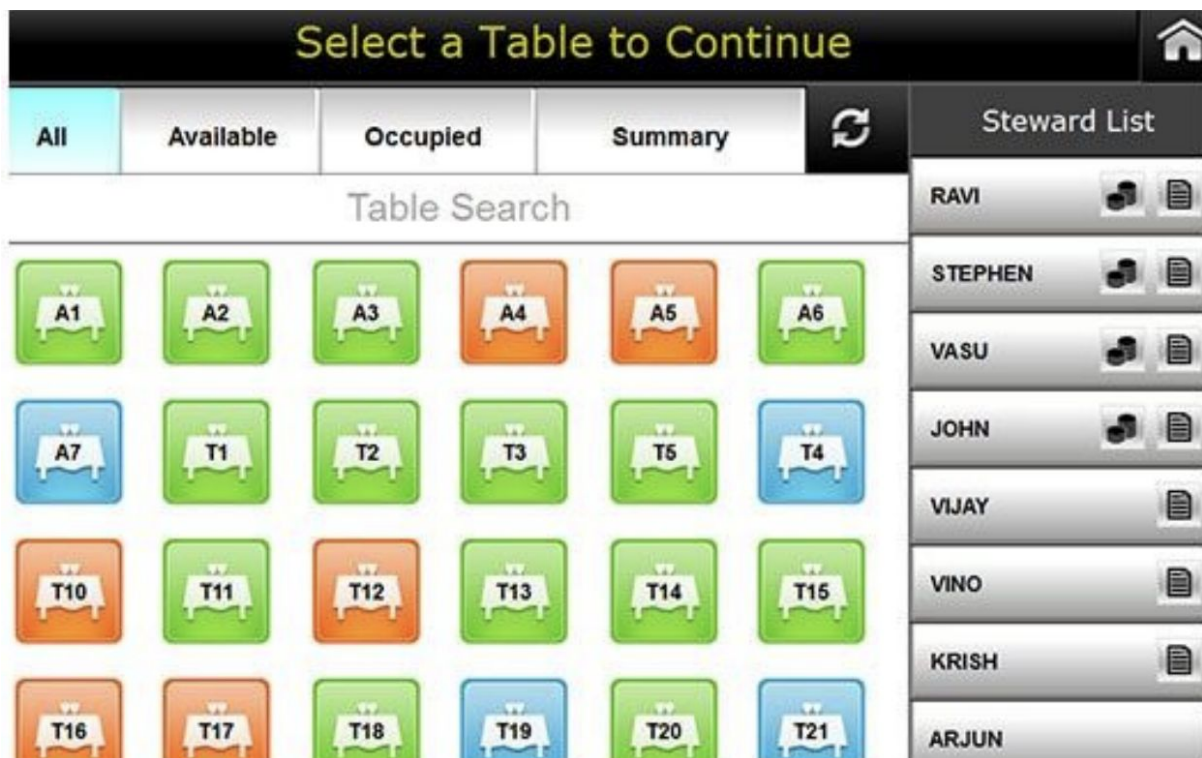 Select a Table to Continue
All Available Occupied Summary
Table Search
A1 A2 A3 A4 A5 A6
A7 T1 T2 T3 T5 T4
T10 T11 T12 T13 T14 T15
T16 T17 T18 T19 T20 T21
Steward List
RAVI
STEPHEN
VASU
JOHN
VIJAY
VINO
KRISH
ARJUN